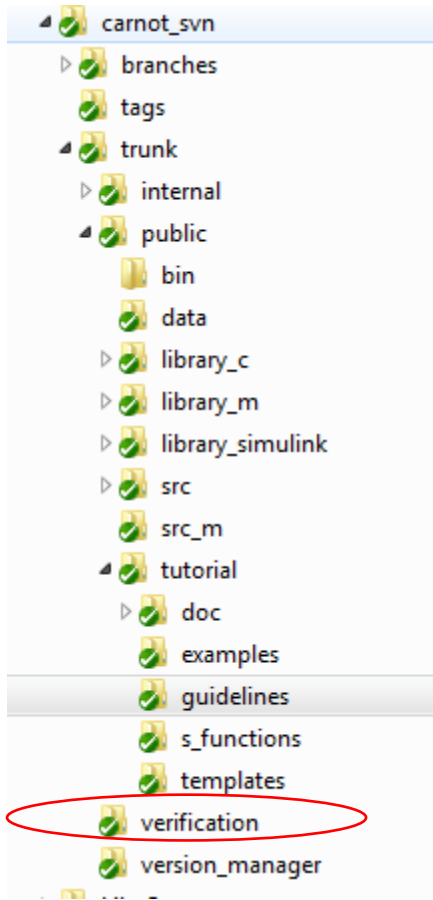 carnot_svn
branches
tags
trunk
internal
public
bin
data
library_c
library_m
library_simulink
src
src_m
tutorial
doc
examples
guidelines
s_functions
templates
verification
version_manager